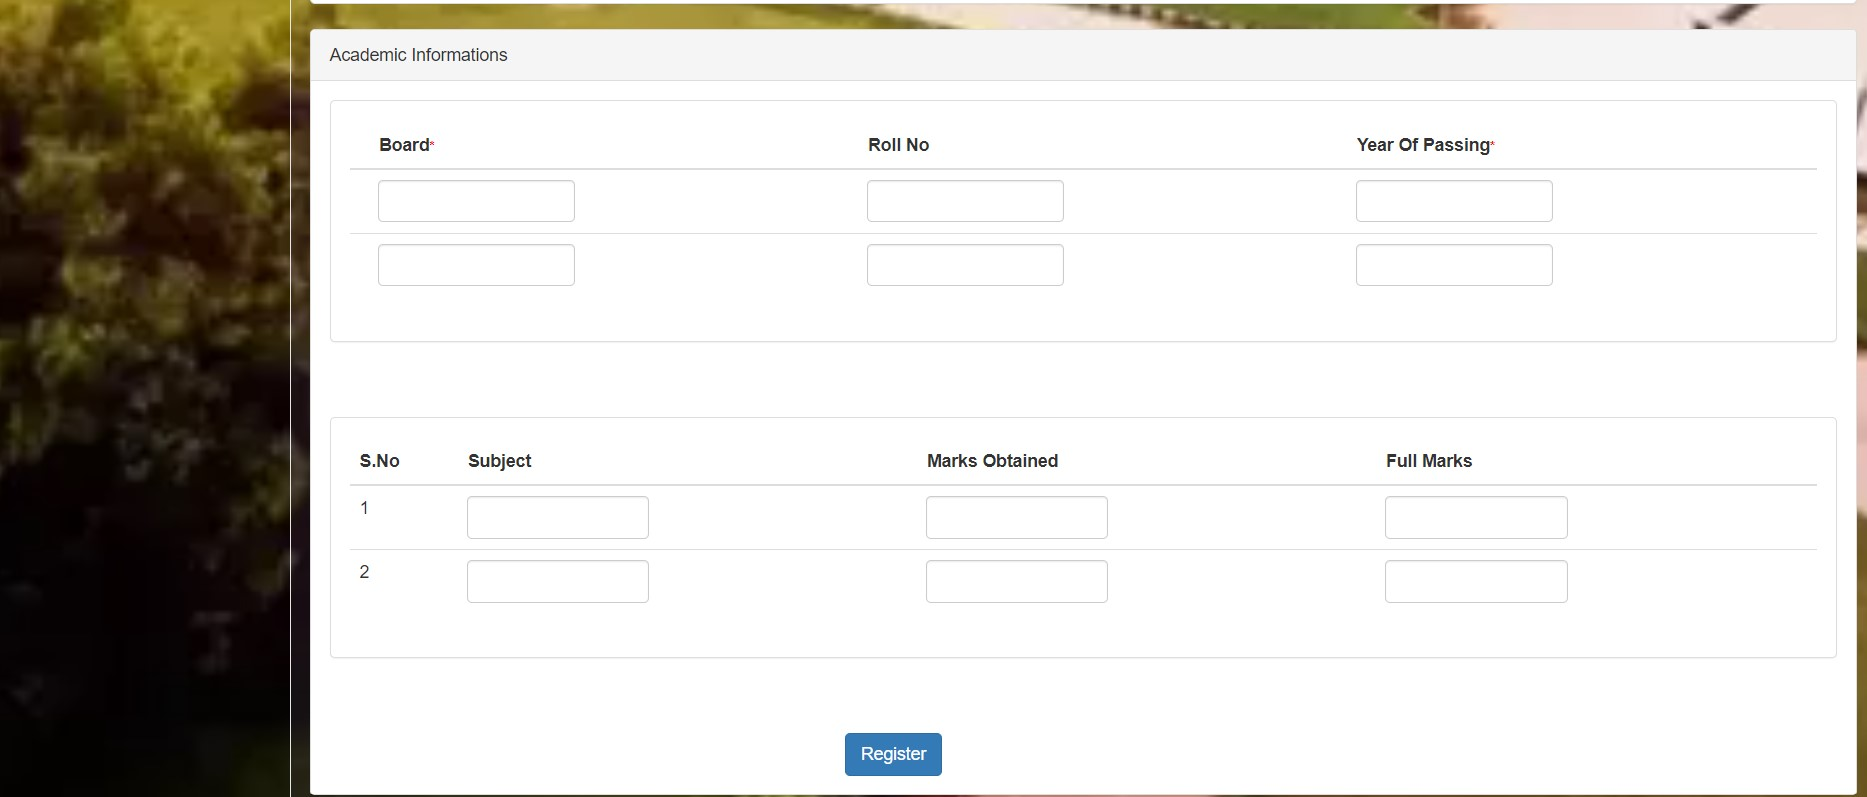 Academic Informations
Board* Roll No Year Of Passing*
S.No Subject Marks Obtained Full Marks
1
2
Register